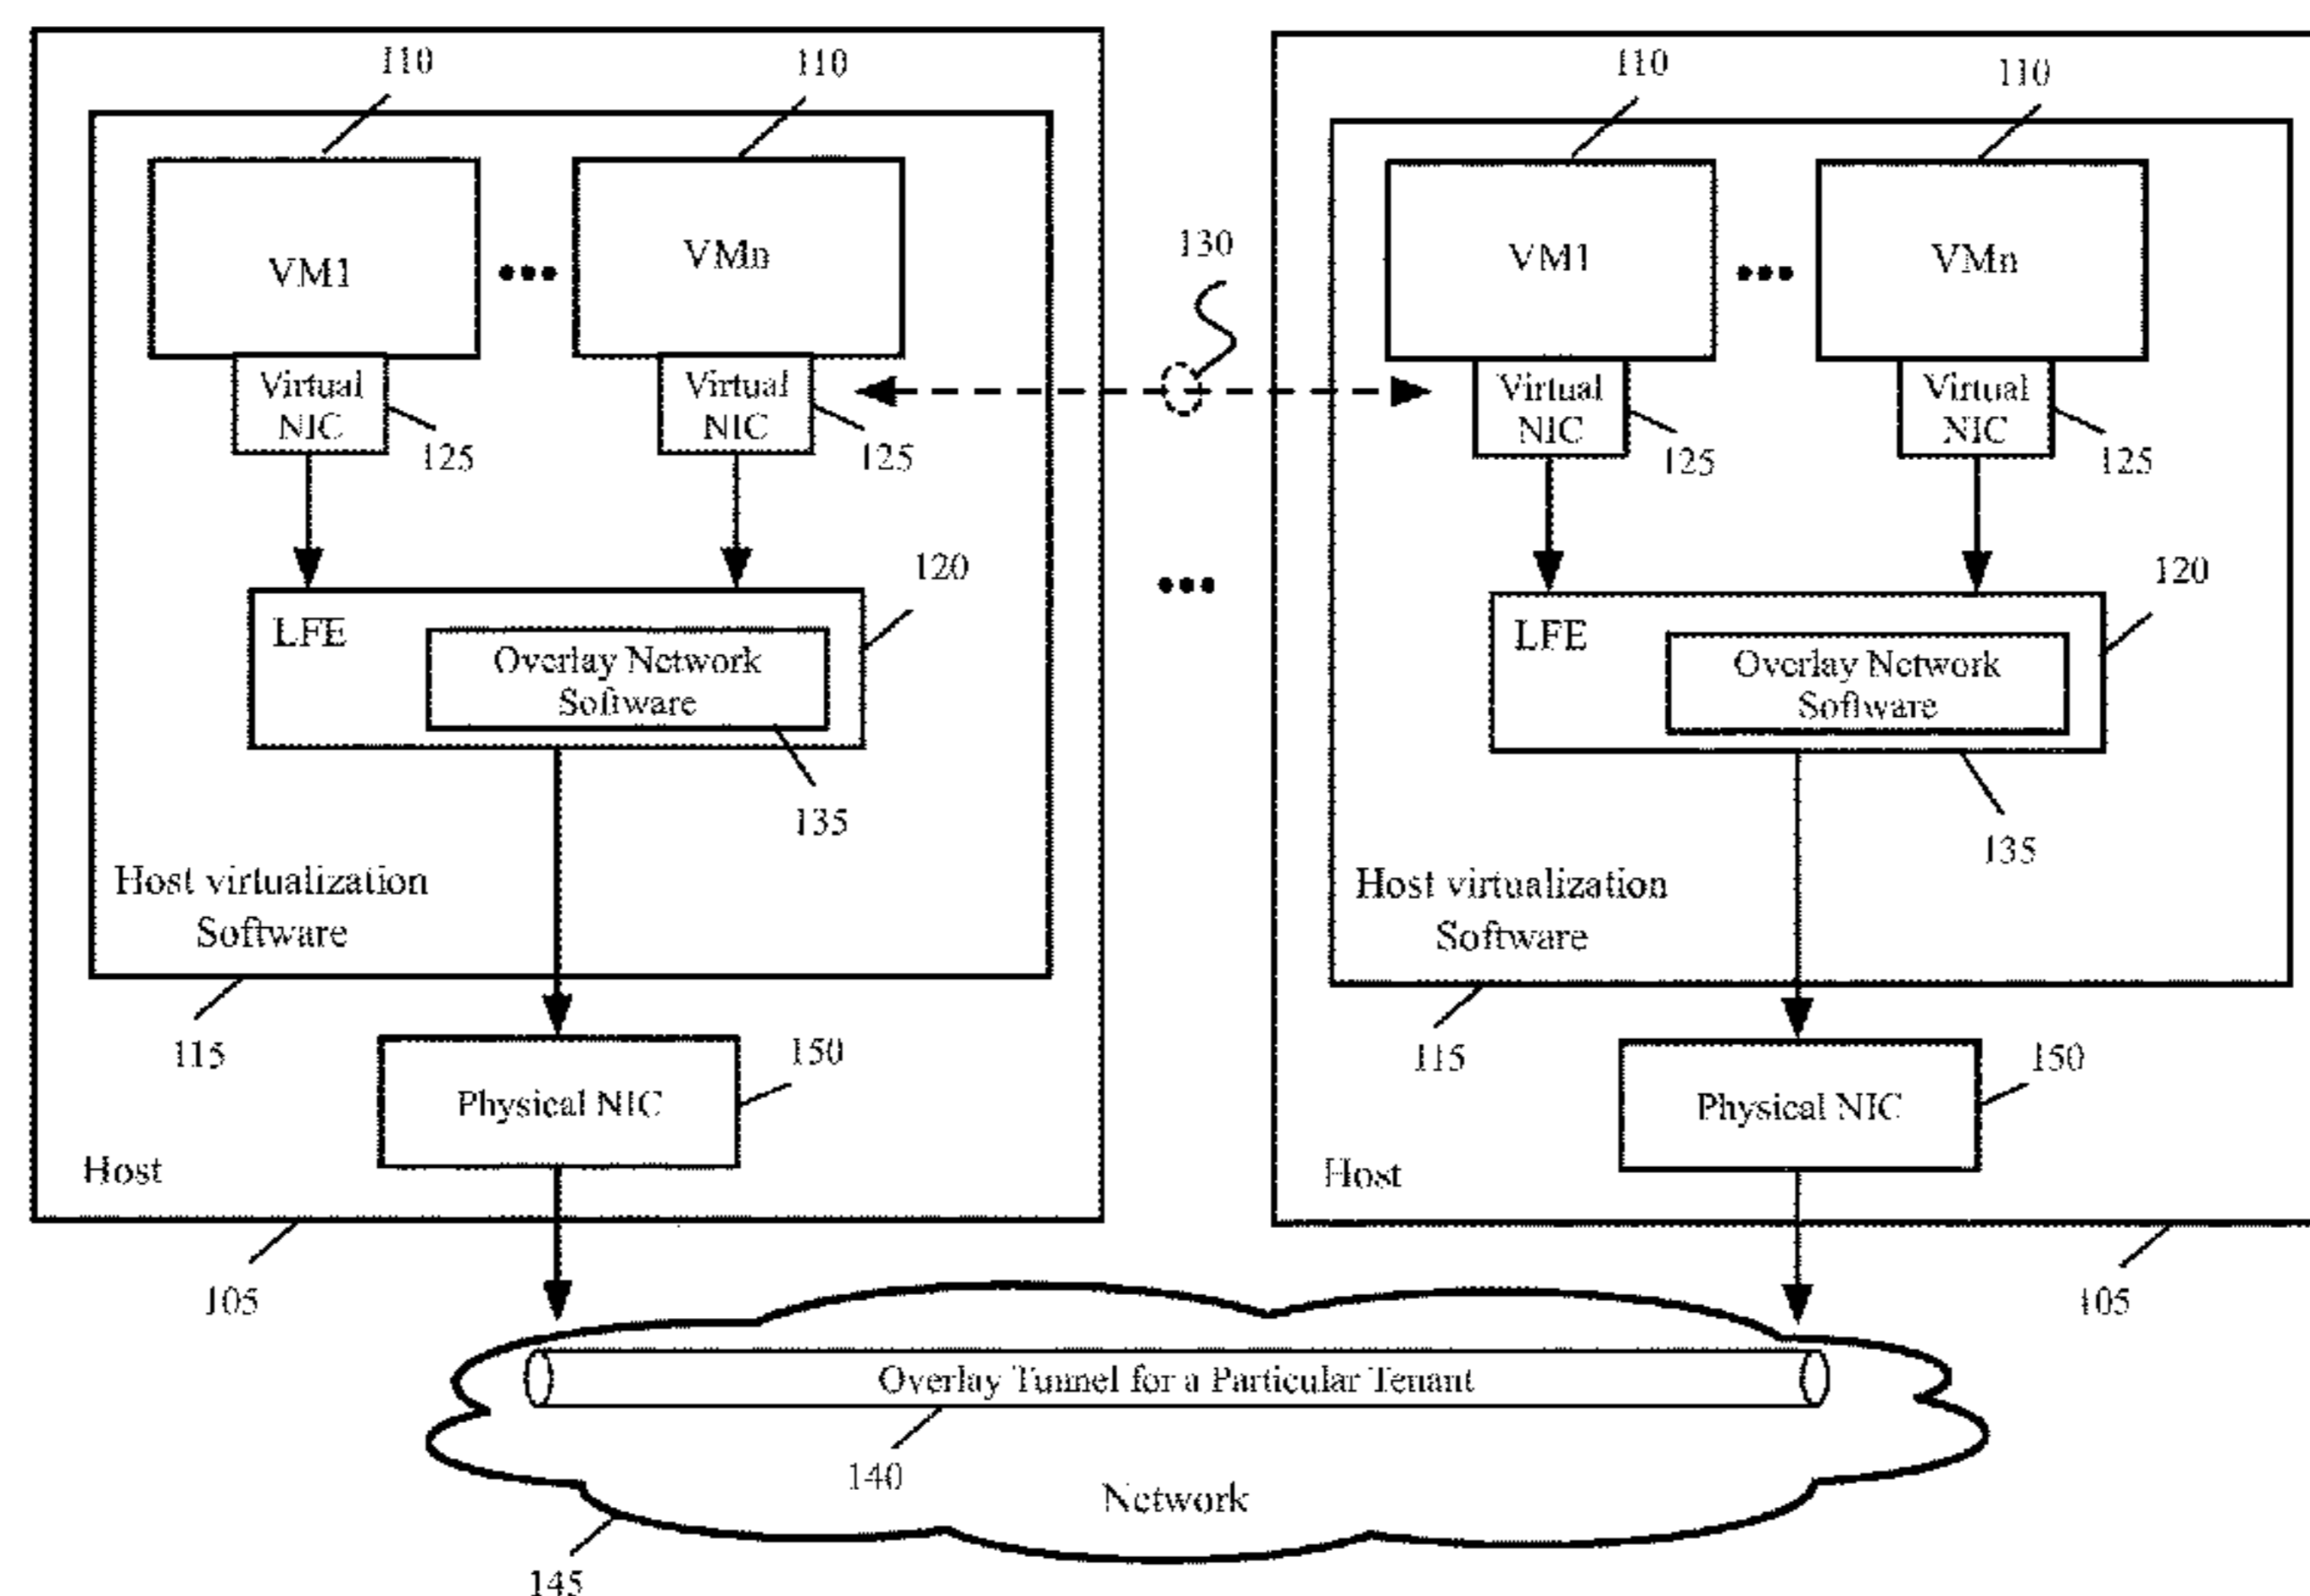 110
110
110
110
VM1
VMn
130
VM1
VMn
Virtual
NIC
Virtual
NIC
Virtual
NIC
Virtual
NIC
125
125
125
125
120
120
LFE
Overlay Network
Software
LFE
Overlay Network
Software
135
135
Host virtualization
Software
Host virtualization
Software
115
150
115
150
Physical NIC
Physical NIC
Host
Host
105
105
Overlay Tunnel for a Particular Tenant
140
Network
145